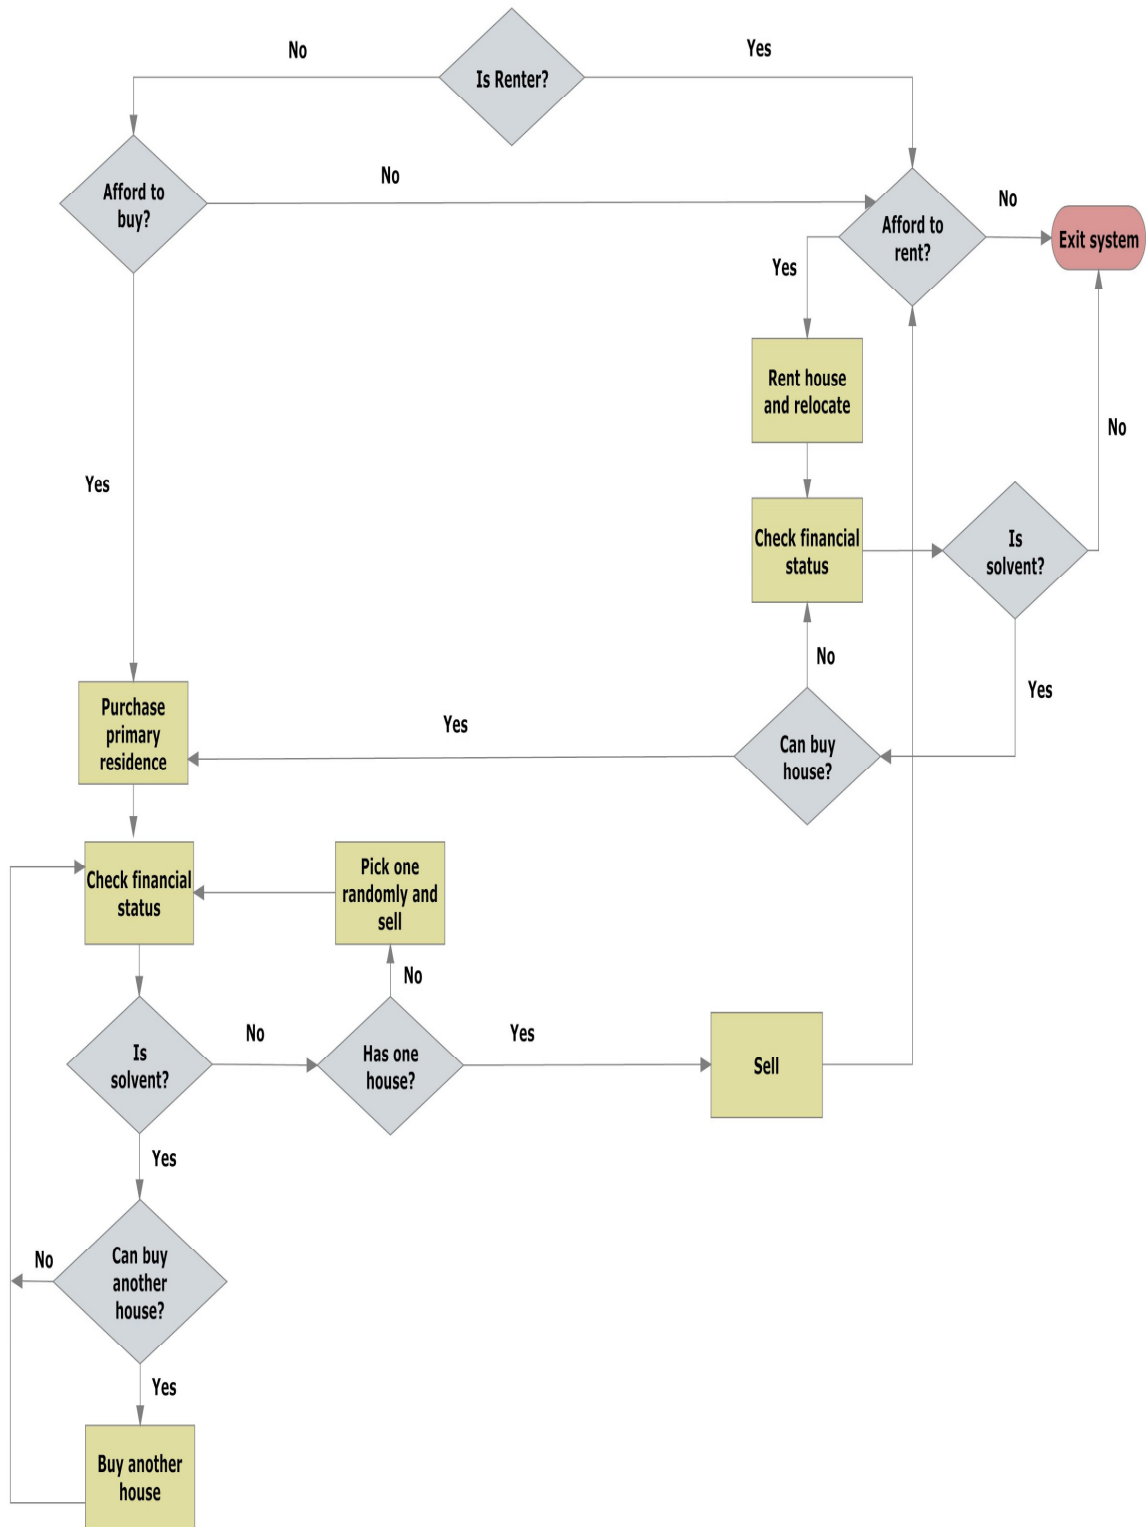 No
Yes
Is Renter?
Afford to
buy?
No
Afford to
rent?
No
Exit system
Yes
Rent house
and relocate
No
Yes
Check financial
status
Is
solvent?
No
Yes
Purchase
primary
residence
Yes
Can buy
house?
Check financial
status
Pick one
randomly and
sell
No
Is
solvent?
No
Has one
house?
Yes
Sell
Yes
No
Can buy
another
house?
Yes
Buy another
house